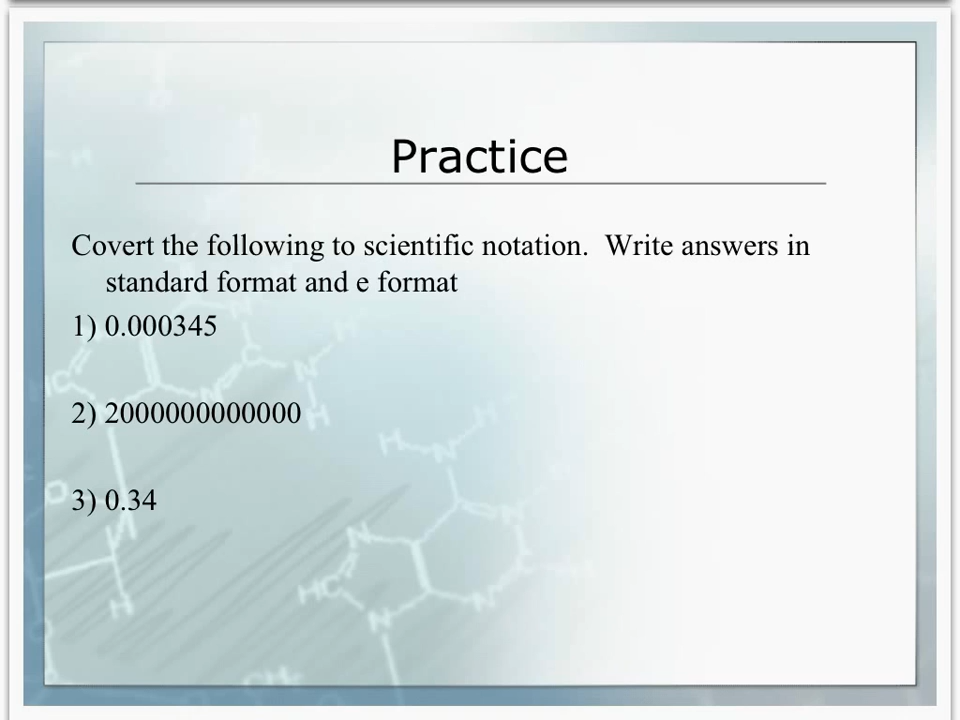 Practice
Covert the following to scientific notation. Write answers in
standard format and e format
1) 0.000345
2) 2000000000000
3) 0.34